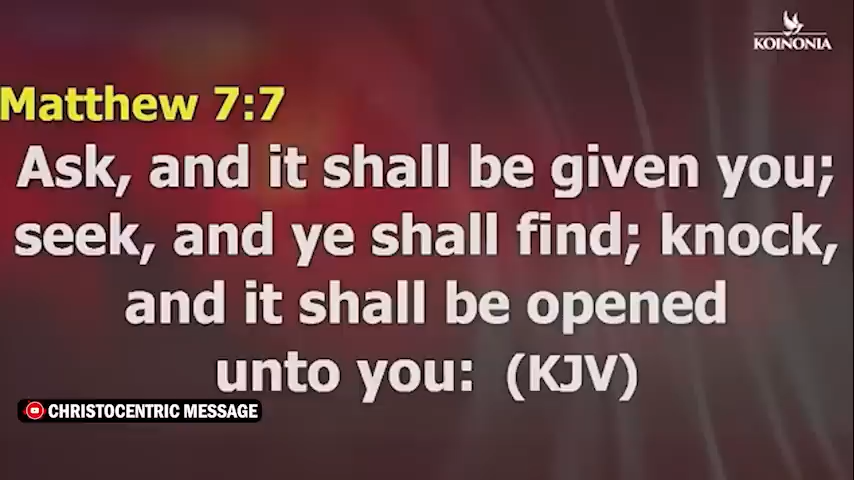 KOINONIA
Matthew 7:7
Ask, and it shall be given you;
seek, and ye shall find; knock,
and it shall be opened
unto you: (KJV)
CHRISTOCENTRIC MESSAGE